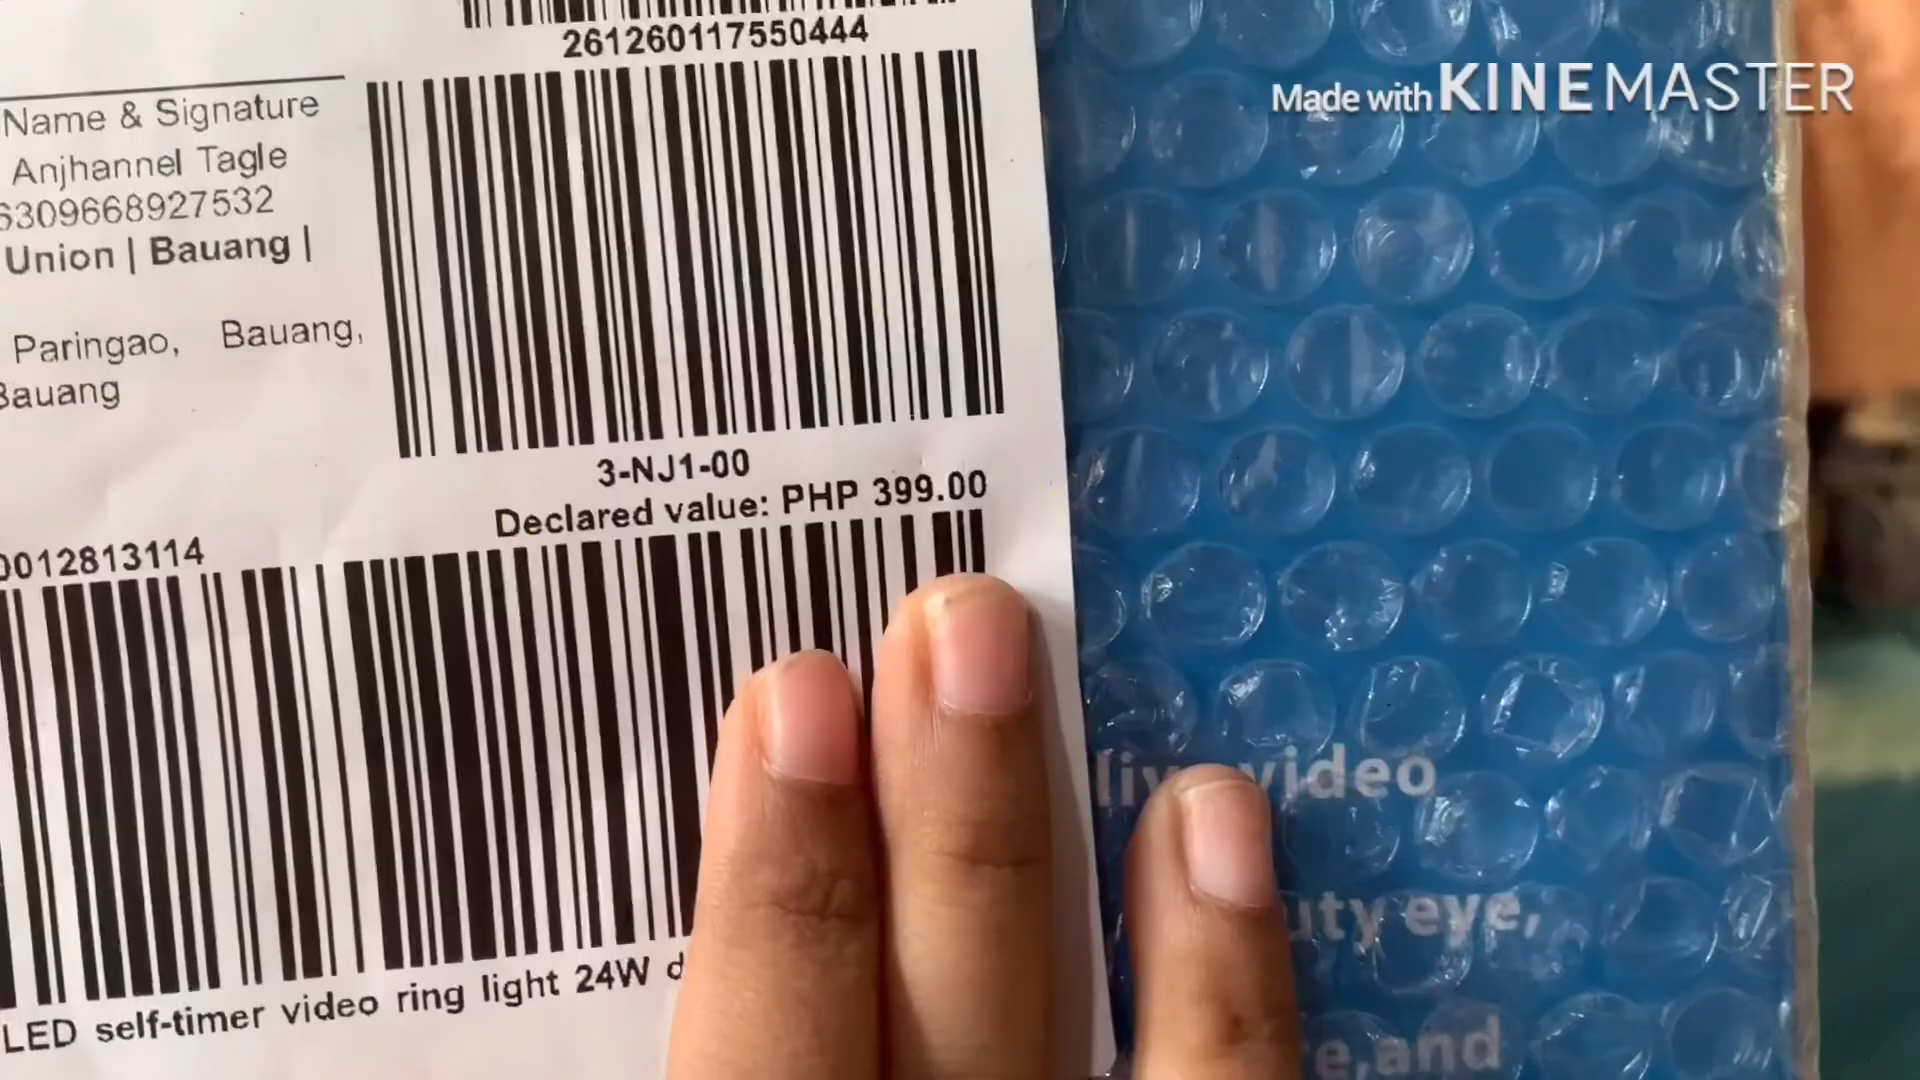 261260117550444
Made with KINEMASTER
Name & Signature
Anjhannel Tagle
6309668927532
Union | Bauang |
Paringao, Bauang,
Bauang
3-NJ1-00
Declared value: PHP 399.00
0012813114
LED self-timer video ring light 24W
video
eye,
and